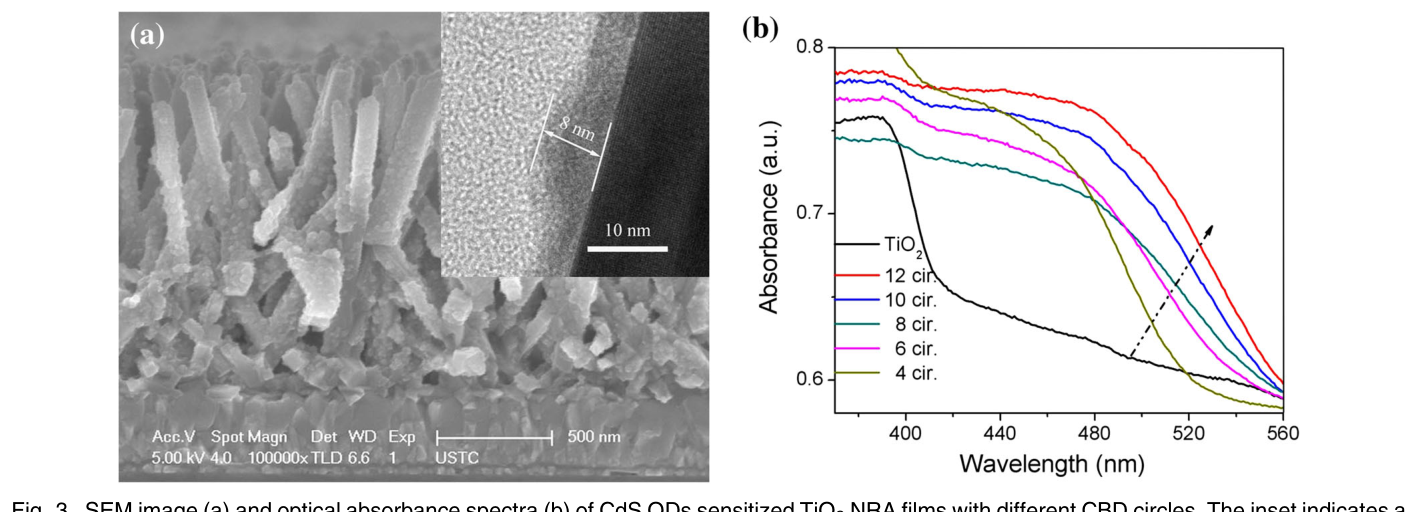 (a)
8 nm
10 nm
Acc.V Spot Magn Det WD Exp
5.00 kV 4.0 100000x TLD 6.6 1 USTC
500 nm
(b)
Absorbance (a.u.)
0.8
0.7
0.6
TiO2
12 cir.
10 cir.
8 cir.
6 cir.
4 cir.
400 440 480 520 560
Wavelength (nm)
Fig. 3. SEM image (a) and optical absorbance spectra (b) of CdS QDs sensitized TiO2 NRA films with different CBD circles. The inset indicates a